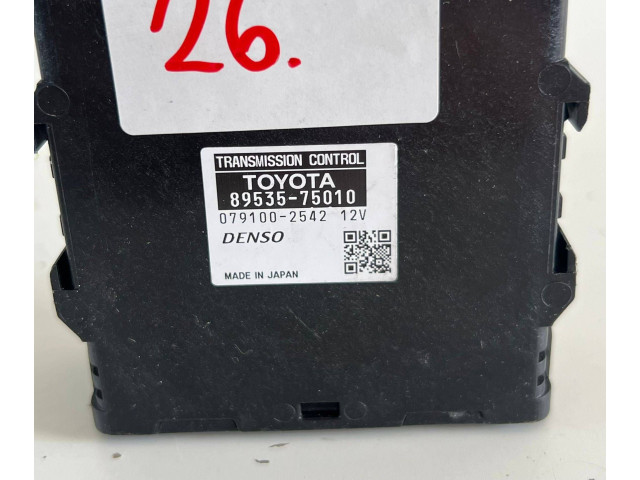 26.
TRANSMISSION CONTROL
TOYOTA
89535-75010
079100-2542 12V
DENSO
MADE IN JAPAN